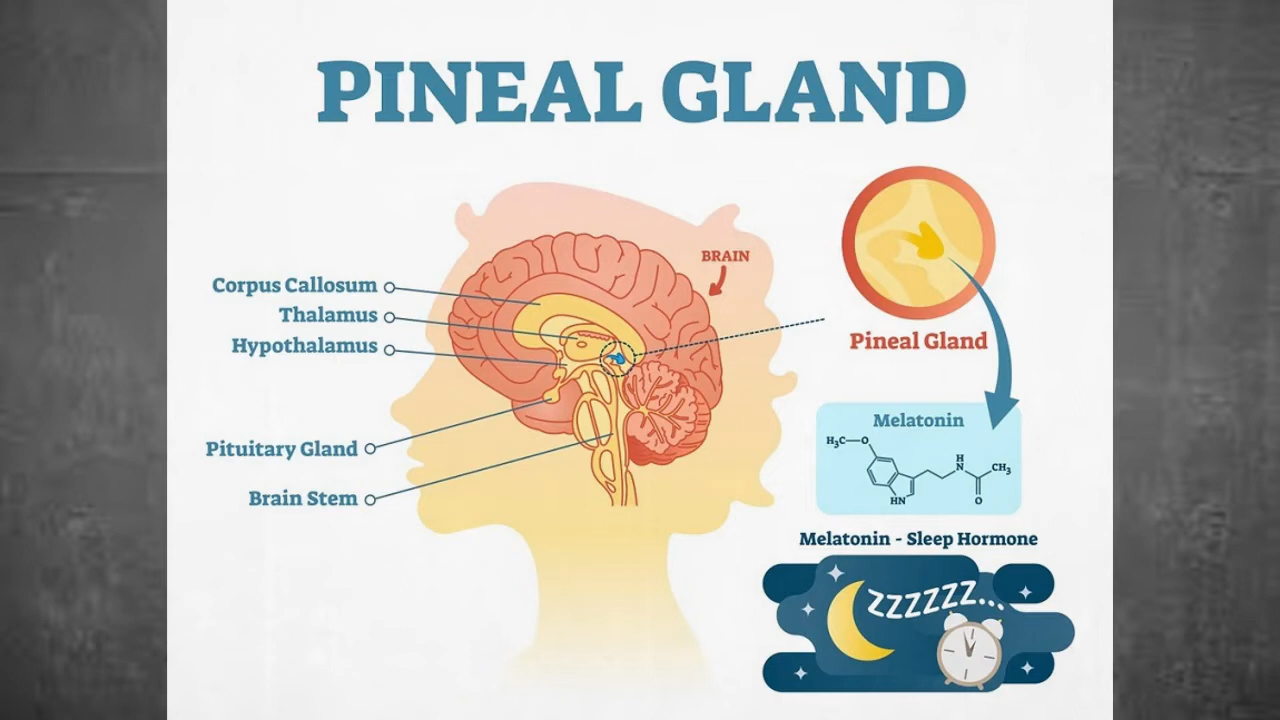 PINEAL GLAND
BRAIN
Corpus Callosum
Thalamus
Hypothalamus
Pituitary Gland
Brain Stem
Pineal Gland
Melatonin
H₃C
O
H
N
CH₃
HN
O
Melatonin - Sleep Hormone
ZZZZZZ...